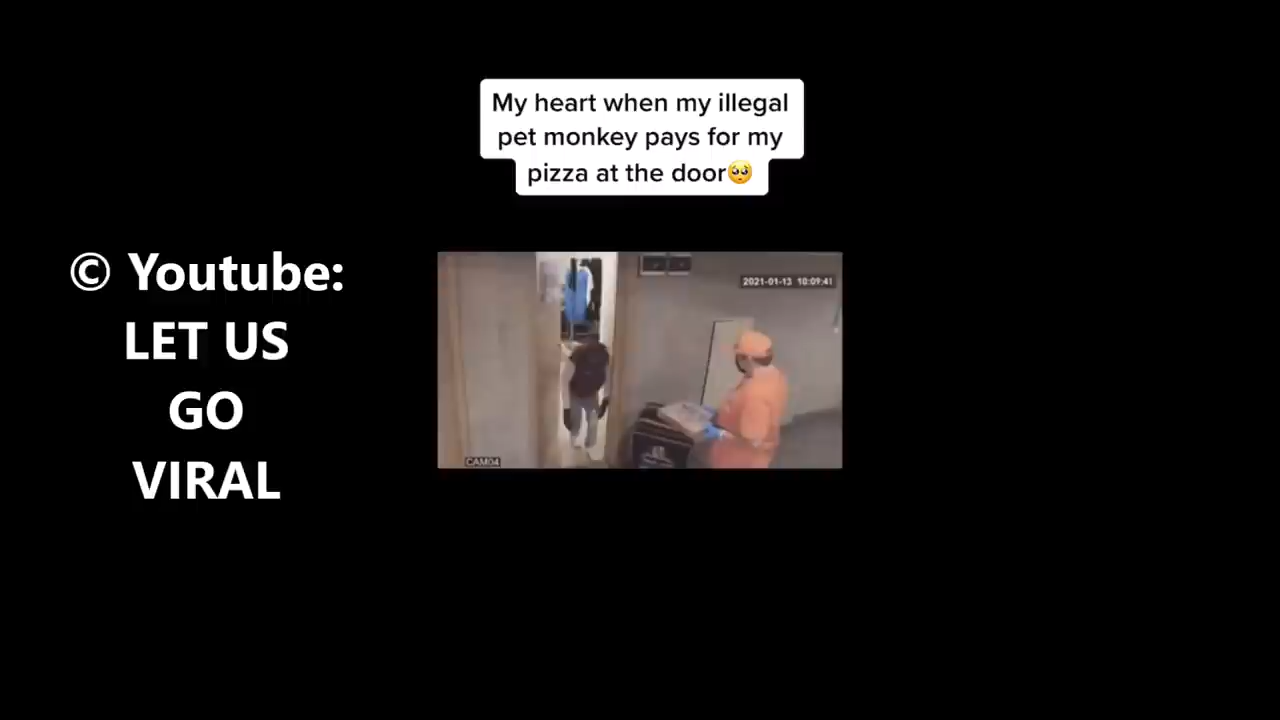 My heart when my illegal
pet monkey pays for my
pizza at the door🥺
© Youtube:
LET US
GO
VIRAL
2021-01-13 10:09:41
CAM04